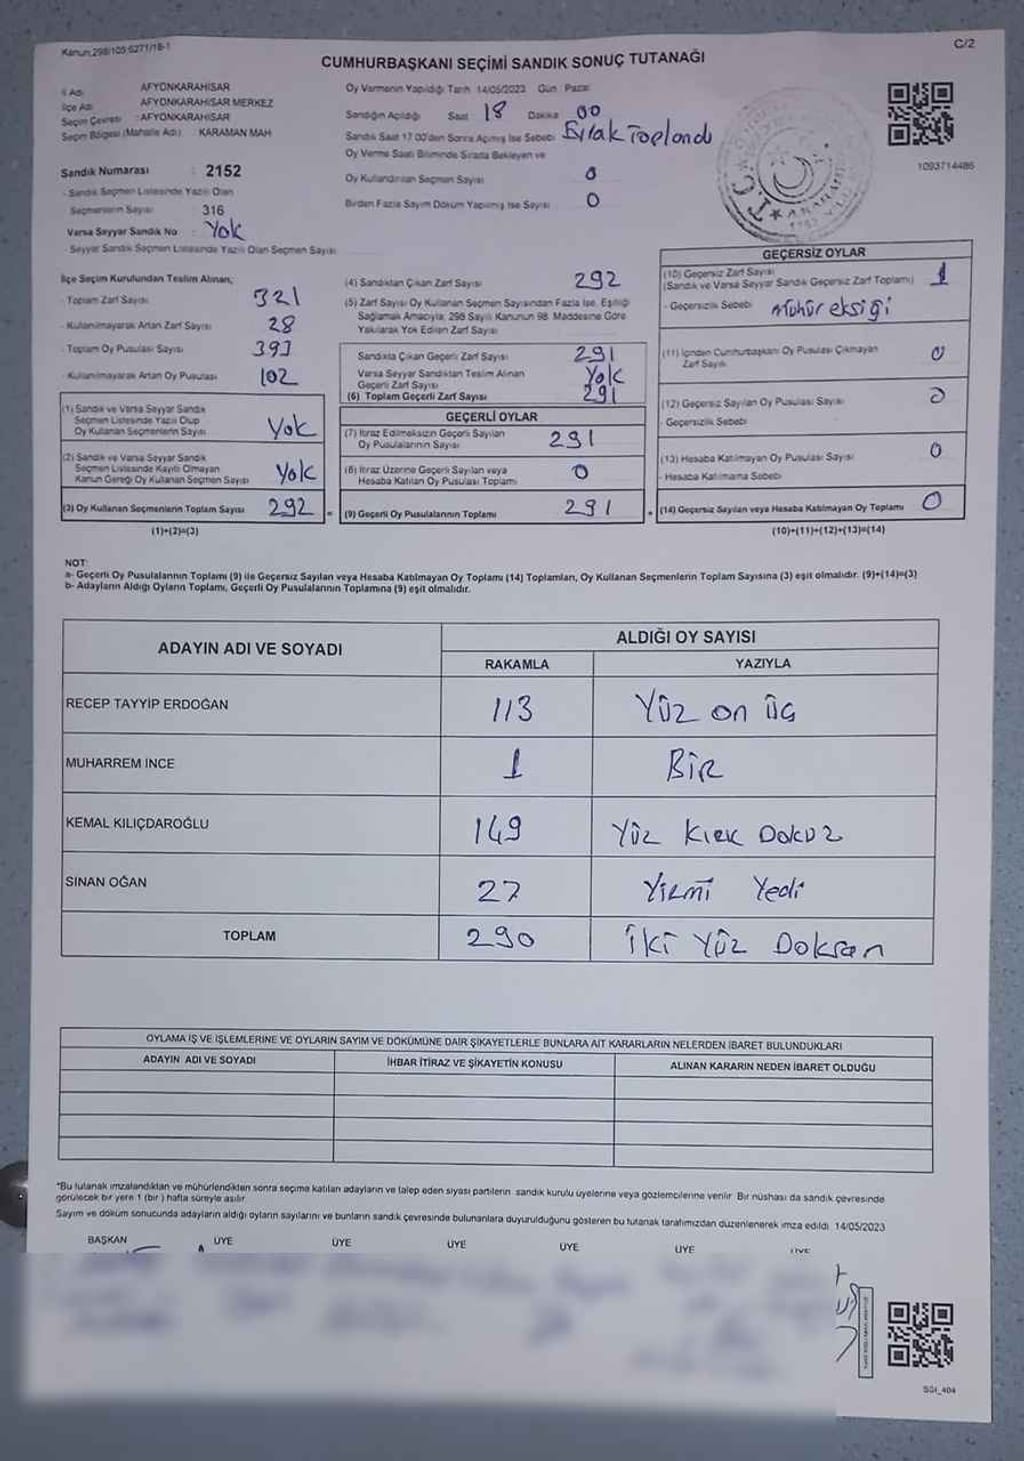 Kanun 298/105 5271/18-1
C/2
CUMHURBAŞKANI SEÇİMİ SANDIK SONUÇ TUTANAĞI
İl Adı AFYONKARAHİSAR
İlçe Adı AFYONKARAHİSAR MERKEZ
Seçim Çevresi : AFYONKARAHİSAR
Seçim Bölgesi (Mahalle Adı) : KARAMAN MAH
Sandık Numarası : 2152
- Sandık Seçmen Listesinde Yazılı Olan
Seçmenlerin Sayısı 316
Varsa Seyyar Sandık No : Yok
- Seyyar Sandık Seçmen Listesinde Yazılı Olan Seçmen Sayısı
Oy Vermenin Yapıldığı Tarih 14/05/2023 Gün Pazar
Sandığın Açıldığı Saat 18 Dakika 00
Sandık Saat 17.00'den Sonra Açılmış İse Sebebi Evrak Toplandı
Oy Verme Saati Bitiminde Sırada Bekleyen ve
Oy Kullandırılan Seçmen Sayısı 0
Birden Fazla Sayım Döküm Yapılmış İse Sayısı 0
1093714485
İlçe Seçim Kurulundan Teslim Alınan;
- Toplam Zarf Sayısı 321
- Kullanılmayarak Artan Zarf Sayısı 28
- Toplam Oy Pusulası Sayısı 393
- Kullanılmayarak Artan Oy Pusulası 102
(1) Sandık ve Varsa Seyyar Sandık
Seçmen Listesinde Yazılı Olup
Oy Kullanan Seçmenlerin Sayısı Yok
(2) Sandık ve Varsa Seyyar Sandık
Seçmen Listesinde Kayıtlı Olmayan
Kanun Gereği Oy Kullanan Seçmen Sayısı Yok
(3) Oy Kullanan Seçmenlerin Toplam Sayısı 292
(1)+(2)=(3)
(4) Sandıktan Çıkan Zarf Sayısı 292
(5) Zarf Sayısı Oy Kullanan Seçmen Sayısından Fazla İse, Eşitliği
Sağlamak Amacıyla, 298 Sayılı Kanunun 98. Maddesine Göre
Yakılarak Yok Edilen Zarf Sayısı
Sandıkta Çıkan Geçerli Zarf Sayısı 291
Varsa Seyyar Sandıktan Teslim Alınan
Geçerli Zarf Sayısı Yok
(6) Toplam Geçerli Zarf Sayısı 291
GEÇERLİ OYLAR
(7) İtiraz Edilmeksizin Geçerli Sayılan
Oy Pusulalarının Sayısı 291
(8) İtiraz Üzerine Geçerli Sayılan veya
Hesaba Katılan Oy Pusulası Toplamı 0
(9) Geçerli Oy Pusulalarının Toplamı 291
GEÇERSİZ OYLAR
(10) Geçersiz Zarf Sayısı 1
(Sandık ve Varsa Seyyar Sandık Geçersiz Zarf Toplamı)
- Geçersizlik Sebebi Mühür eksiği
(11) İçinden Cumhurbaşkanı Oy Pusulası Çıkmayan
Zarf Sayısı 0
(12) Geçersiz Sayılan Oy Pusulası Sayısı 0
- Geçersizlik Sebebi
(13) Hesaba Katılmayan Oy Pusulası Sayısı 0
- Hesaba Katılmama Sebebi
(14) Geçersiz Sayılan veya Hesaba Katılmayan Oy Toplamı 0
(10)+(11)+(12)+(13)=(14)
NOT:
a- Geçerli Oy Pusulalarının Toplamı (9) ile Geçersiz Sayılan veya Hesaba Katılmayan Oy Toplamı (14) Toplamları, Oy Kullanan Seçmenlerin Toplam Sayısına (3) eşit olmalıdır. (9)+(14)=(3)
b- Adayların Aldığı Oyların Toplamı, Geçerli Oy Pusulalarının Toplamına (9) eşit olmalıdır.
ADAYIN ADI VE SOYADI ALDIĞI OY SAYISI
RAKAMLA YAZIYLA
RECEP TAYYİP ERDOĞAN 113 Yüz on üç
MUHARREM İNCE 1 Bir
KEMAL KILIÇDAROĞLU 149 Yüz Kırk Dokuz
SİNAN OĞAN 27 Yirmi Yedi
TOPLAM 290 İki Yüz Doksan
OYLAMA İŞ VE İŞLEMLERİNE VE OYLARIN SAYIM VE DÖKÜMÜNE DAİR ŞİKAYETLERLE BUNLARA AİT KARARLARIN NELERDEN İBARET BULUNDUKLARI
ADAYIN ADI VE SOYADI İHBAR İTİRAZ VE ŞİKAYETİN KONUSU ALINAN KARARIN NEDEN İBARET OLDUĞU
"Bu tutanak imzalandıktan ve mühürlendikten sonra seçime katılan adayların ve talep eden siyasi partilerin sandık kurulu üyelerine veya gözlemcilerine verilir. Bir nüshası da sandık çevresinde
görülecek bir yere 1 (bir) hafta süreyle asılır.
Sayım ve döküm sonucunda adayların aldığı oyların sayılarını ve bunların sandık çevresinde bulunanlara duyurulduğunu gösteren bu tutanak tarafımızdan düzenlenerek imza edildi 14/05/2023
BAŞKAN ÜYE ÜYE ÜYE ÜYE ÜYE ÜYE
SGI_404